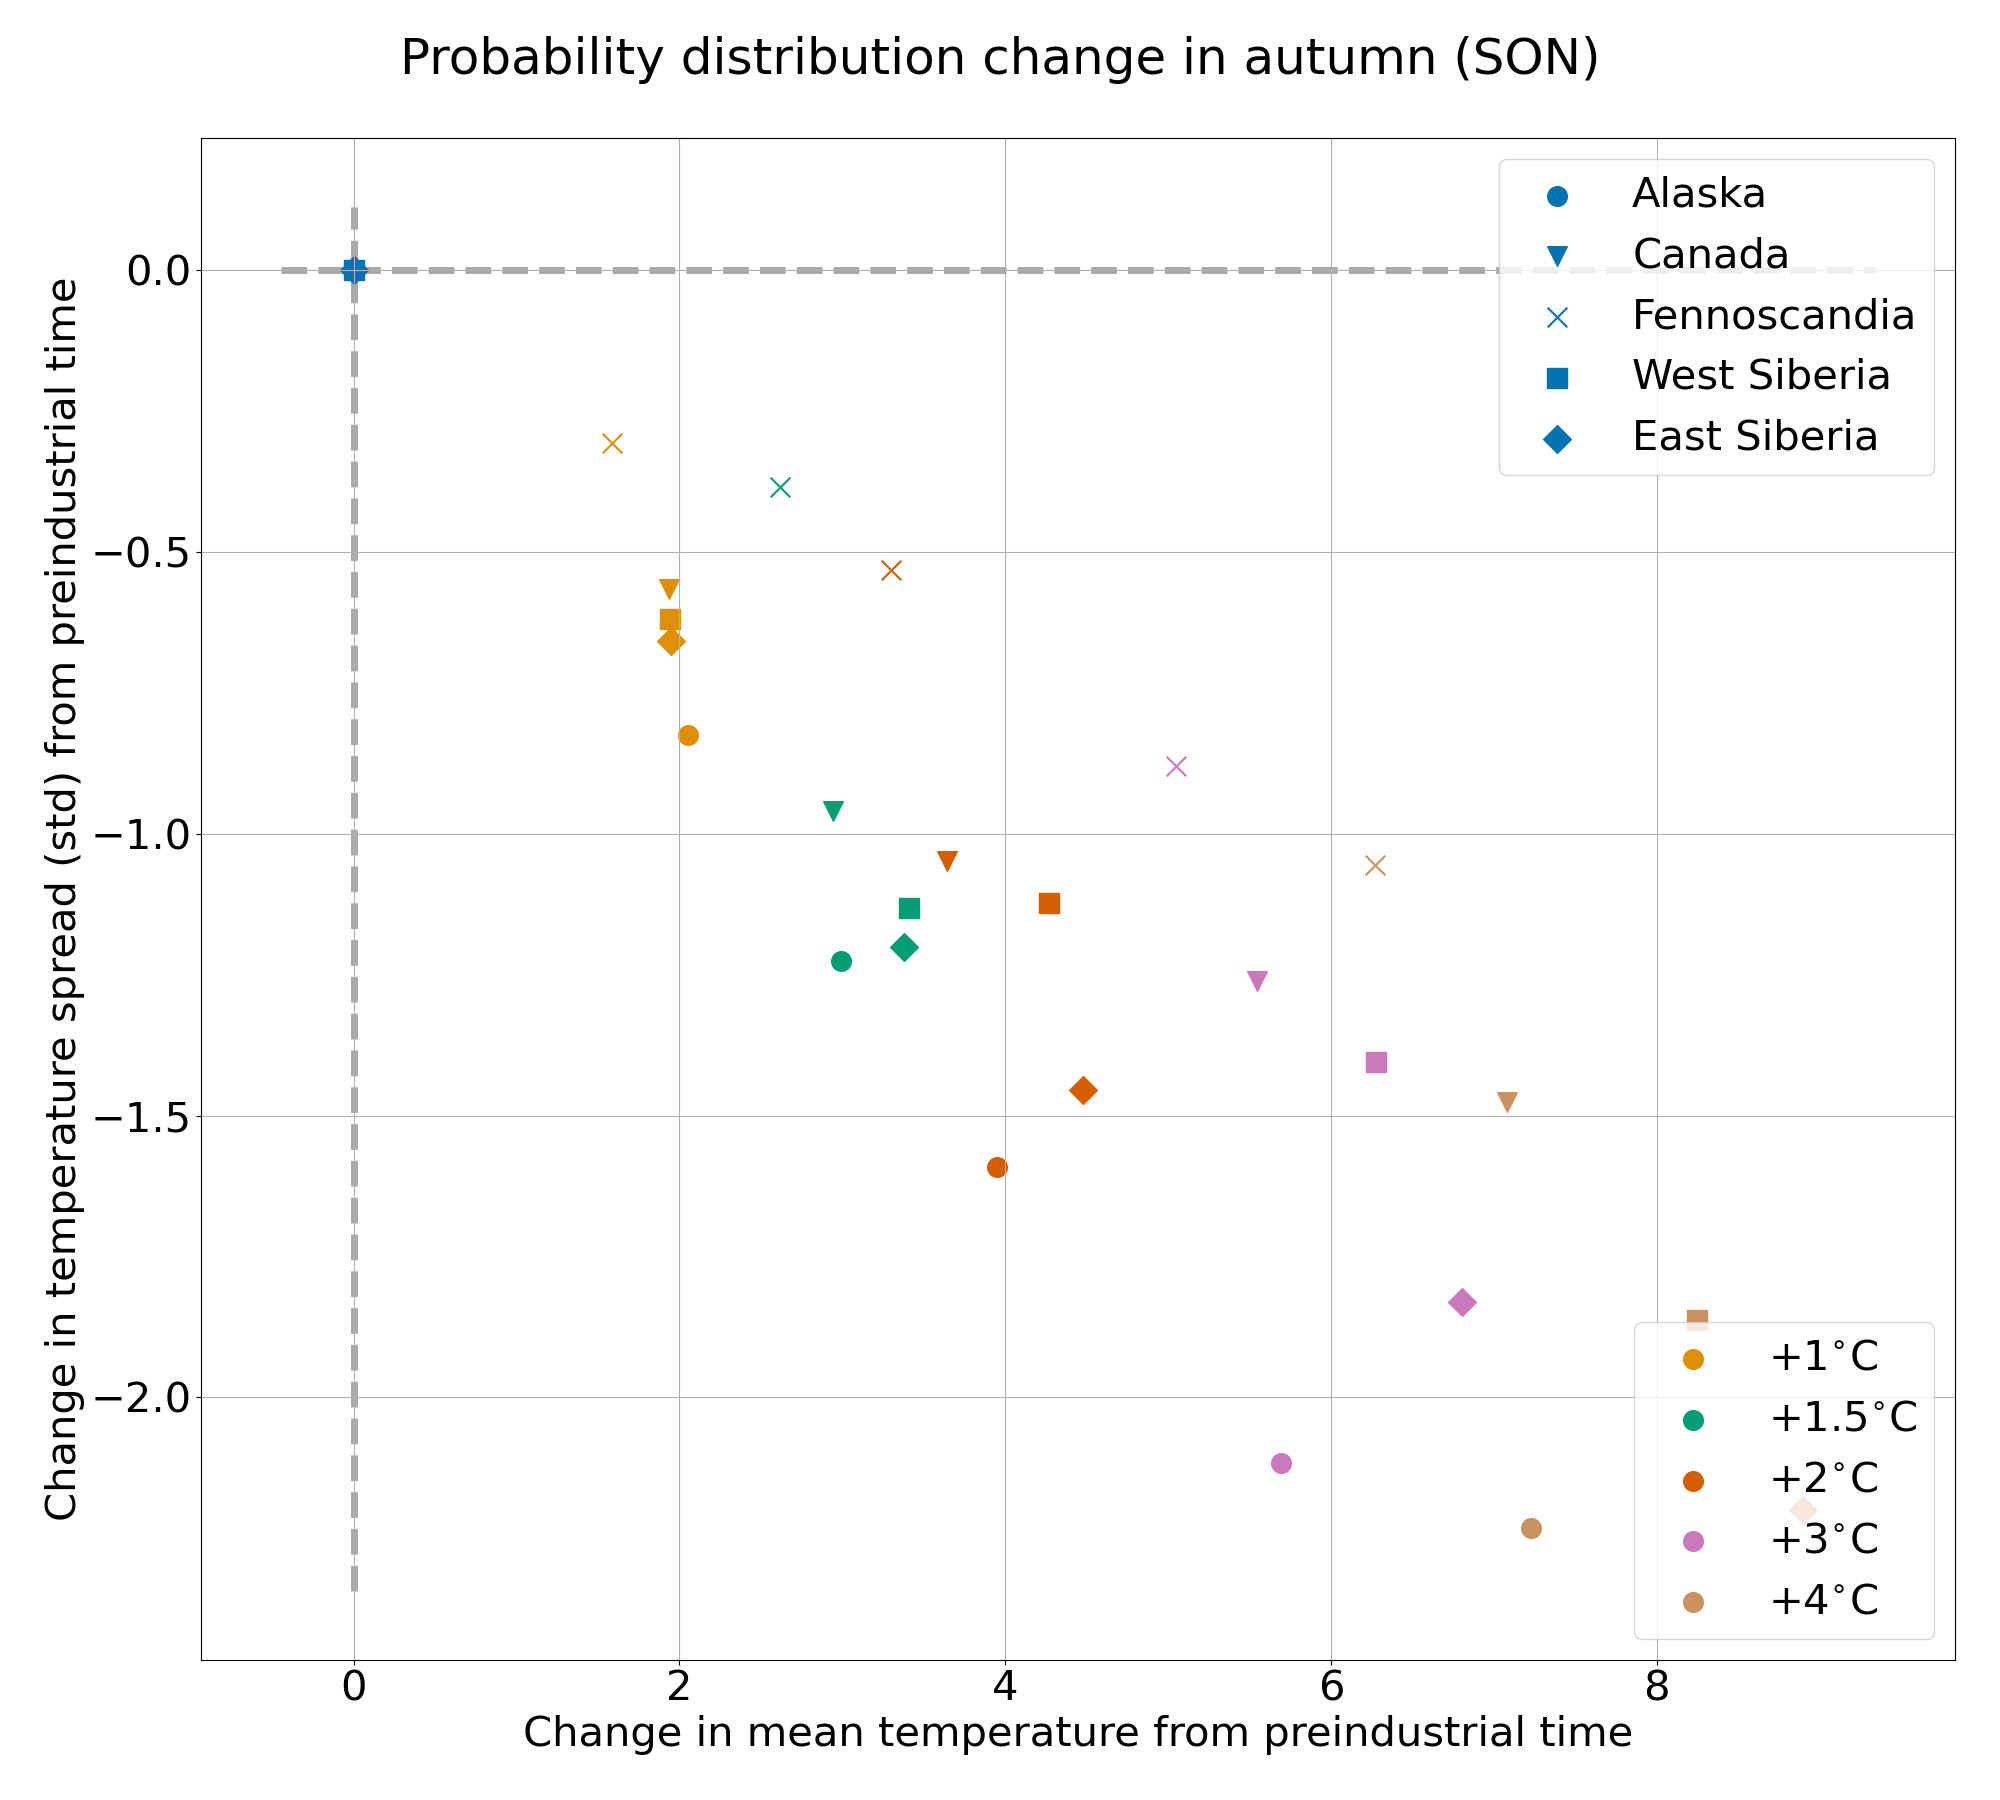 Probability distribution change in autumn (SON)
Change in temperature spread (std) from preindustrial time
0.0
−0.5
−1.0
−1.5
−2.0
Alaska
Canada
Fennoscandia
West Siberia
East Siberia
+1°C
+1.5°C
+2°C
+3°C
+4°C
0 2 4 6 8
Change in mean temperature from preindustrial time